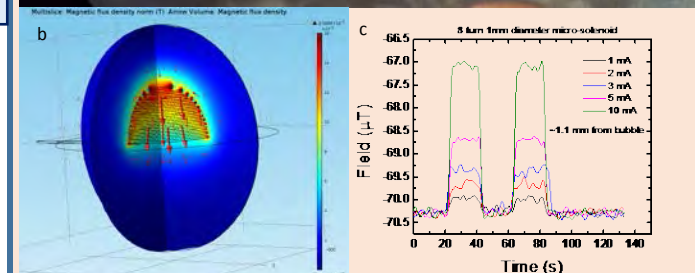 Multislice: Magnetic flux density norm (T) Arrow Volume: Magnetic flux density
b
c
8 turn 1mm diameter micro-solenoid
1 mA
2 mA
3 mA
5 mA
10 mA
~1.1 mm from bubble
Field (μT)
-66.5
-67.0
-67.5
-68.0
-68.5
-69.0
-69.5
-70.0
-70.5
0 20 40 60 80 100 120 140
Time (s)